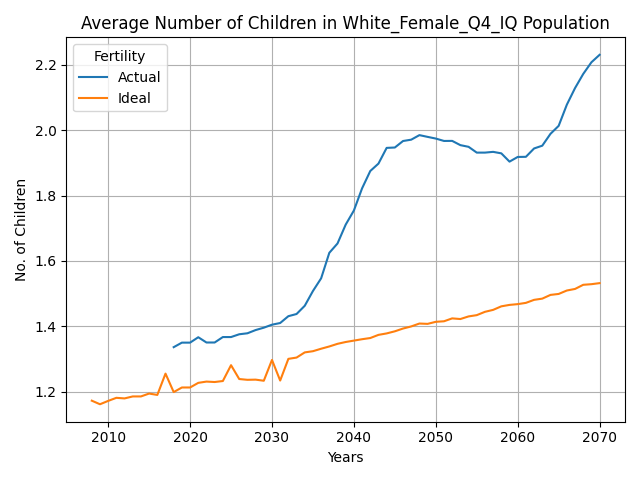 Average Number of Children in White_Female_Q4_IQ Population
Fertility
Actual
Ideal
No. of Children
2.2
2.0
1.8
1.6
1.4
1.2
2010 2020 2030 2040 2050 2060 2070
Years